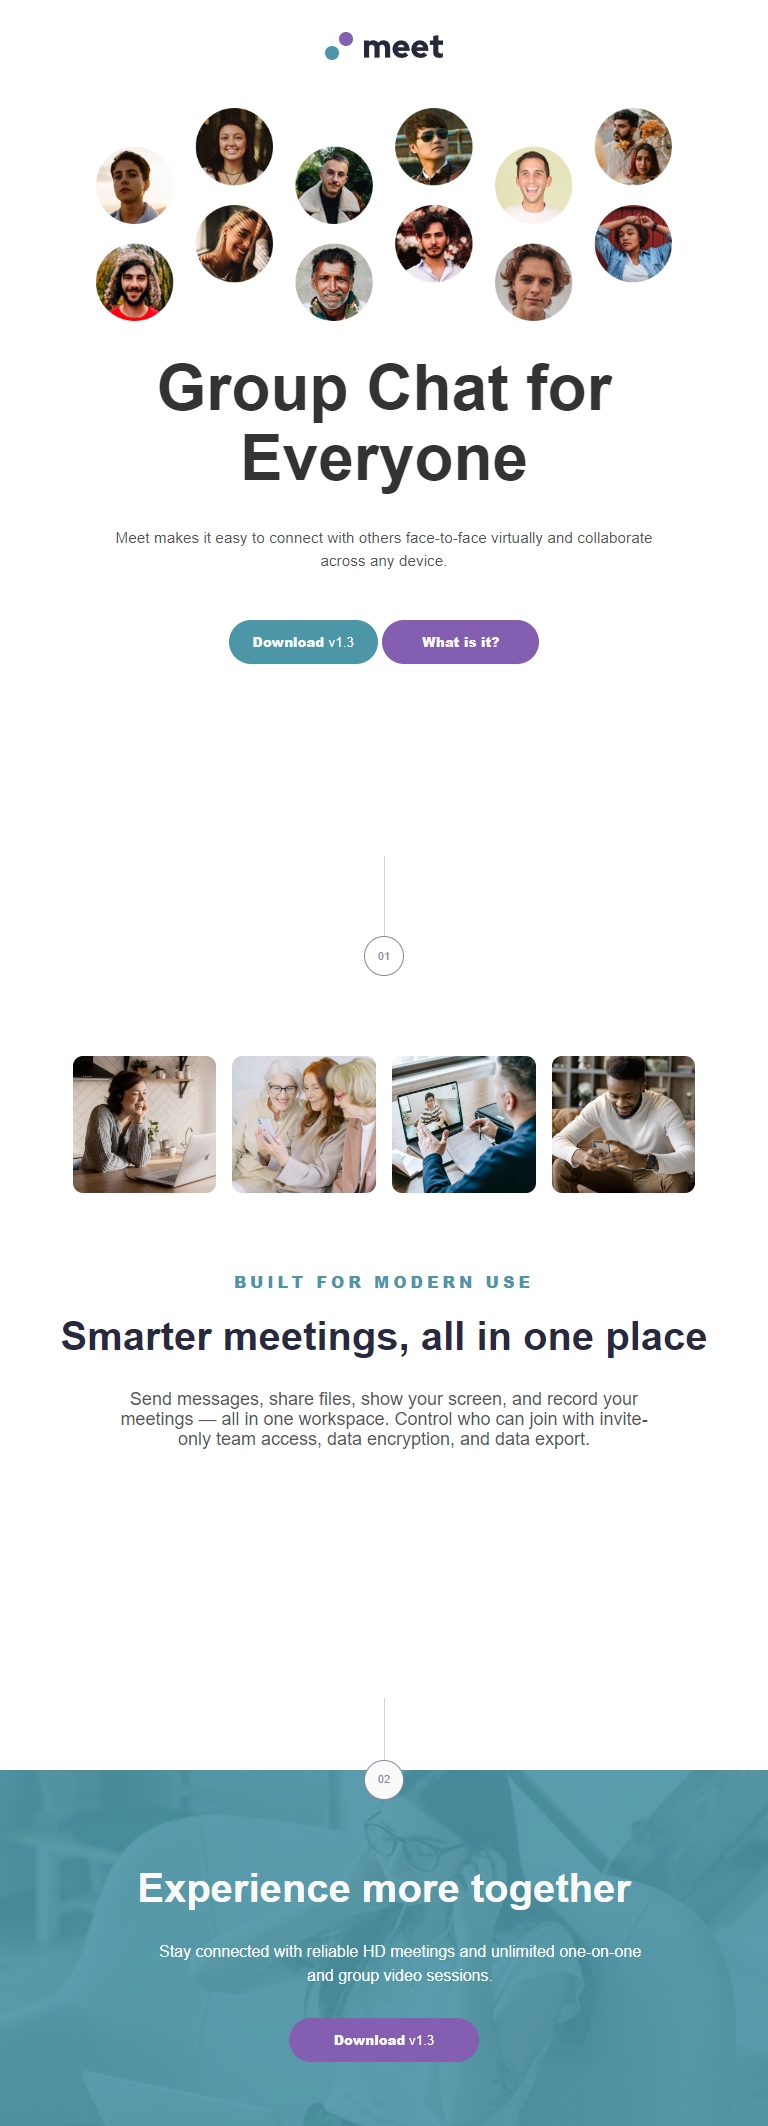 meet
Group Chat for
Everyone
Meet makes it easy to connect with others face-to-face virtually and collaborate
across any device.
Download v1.3
What is it?
01
BUILT FOR MODERN USE
Smarter meetings, all in one place
Send messages, share files, show your screen, and record your
meetings — all in one workspace. Control who can join with invite-
only team access, data encryption, and data export.
02
Experience more together
Stay connected with reliable HD meetings and unlimited one-on-one
and group video sessions.
Download v1.3